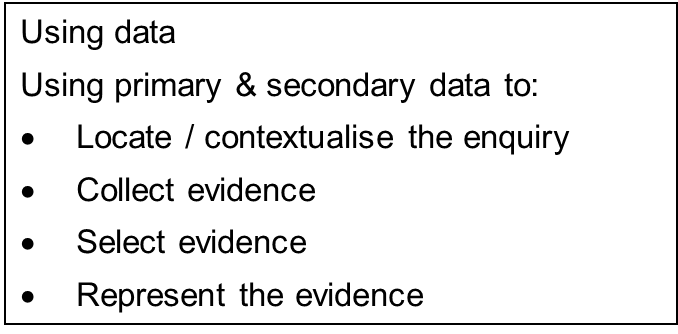 Using data
Using primary & secondary data to:
• Locate / contextualise the enquiry
• Collect evidence
• Select evidence
• Represent the evidence